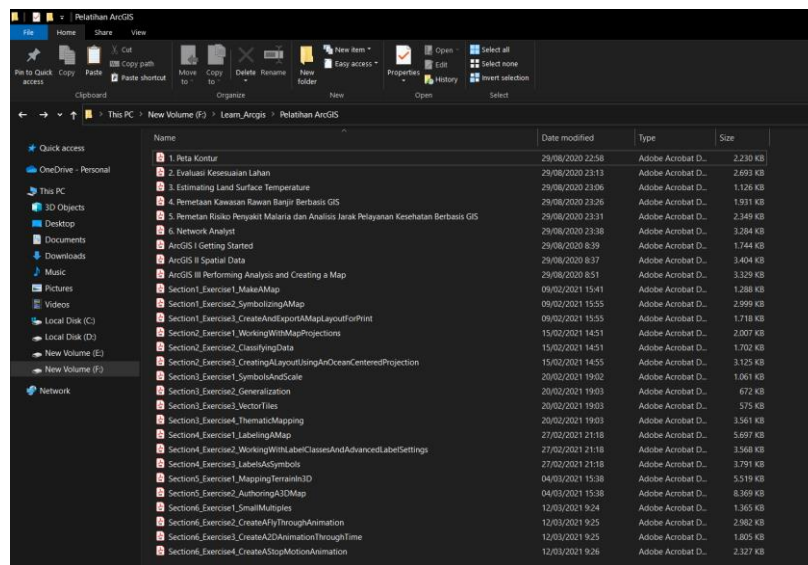 Pelatihan ArcGIS
File Home Share View
Pin to Quick access
Copy
Paste
Cut
Copy path
Paste shortcut
Clipboard
Move to
Copy to
Delete
Rename
Organize
New folder
New item
Easy access
New
Properties
Open
Edit
History
Open
Select all
Select none
Invert selection
Select
This PC > New Volume (F:) > Learn_Arcgis > Pelatihan ArcGIS
Quick access
OneDrive - Personal
This PC
3D Objects
Desktop
Documents
Downloads
Music
Pictures
Videos
Local Disk (C:)
Local Disk (D:)
New Volume (E:)
New Volume (F:)
Network
Name Date modified Type Size
1. Peta Kontur 29/08/2020 22:58 Adobe Acrobat D... 2.230 KB
2. Evaluasi Kesesuaian Lahan 29/08/2020 23:13 Adobe Acrobat D... 2.693 KB
3. Estimating Land Surface Temperature 29/08/2020 23:06 Adobe Acrobat D... 1.126 KB
4. Pemetaan Kawasan Rawan Banjir Berbasis GIS 29/08/2020 23:26 Adobe Acrobat D... 1.931 KB
5. Pemetan Risiko Penyakit Malaria dan Analisis Jarak Pelayanan Kesehatan Berbasis GIS 29/08/2020 23:31 Adobe Acrobat D... 2.349 KB
6. Network Analyst 29/08/2020 23:38 Adobe Acrobat D... 3.284 KB
ArcGIS I Getting Started 29/08/2020 8:39 Adobe Acrobat D... 1.744 KB
ArcGIS II Spatial Data 29/08/2020 8:37 Adobe Acrobat D... 3.404 KB
ArcGIS III Performing Analysis and Creating a Map 29/08/2020 8:51 Adobe Acrobat D... 3.329 KB
Section1_Exercise1_MakeAMap 09/02/2021 15:41 Adobe Acrobat D... 1.288 KB
Section1_Exercise2_SymbolizingAMap 09/02/2021 15:55 Adobe Acrobat D... 2.999 KB
Section1_Exercise3_CreateAndExportAMapLayoutForPrint 09/02/2021 15:55 Adobe Acrobat D... 1.718 KB
Section2_Exercise1_WorkingWithMapProjections 15/02/2021 14:51 Adobe Acrobat D... 2.007 KB
Section2_Exercise2_ClassifyingData 15/02/2021 14:51 Adobe Acrobat D... 1.702 KB
Section2_Exercise3_CreatingALayoutUsingAnOceanCenteredProjection 15/02/2021 14:55 Adobe Acrobat D... 3.125 KB
Section3_Exercise1_SymbolsAndScale 20/02/2021 19:02 Adobe Acrobat D... 1.061 KB
Section3_Exercise2_Generalization 20/02/2021 19:03 Adobe Acrobat D... 672 KB
Section3_Exercise3_VectorTiles 20/02/2021 19:03 Adobe Acrobat D... 575 KB
Section3_Exercise4_ThematicMapping 20/02/2021 19:03 Adobe Acrobat D... 3.561 KB
Section4_Exercise1_LabelingAMap 27/02/2021 21:18 Adobe Acrobat D... 5.697 KB
Section4_Exercise2_WorkingWithLabelClassesAndAdvancedLabelSettings 27/02/2021 21:18 Adobe Acrobat D... 3.568 KB
Section4_Exercise3_LabelsAsSymbols 27/02/2021 21:18 Adobe Acrobat D... 3.791 KB
Section5_Exercise1_MappingTerrainIn3D 04/03/2021 15:38 Adobe Acrobat D... 5.519 KB
Section5_Exercise2_AuthoringA3DMap 04/03/2021 15:38 Adobe Acrobat D... 8.369 KB
Section6_Exercise1_SmallMultiples 12/03/2021 9:24 Adobe Acrobat D... 1.365 KB
Section6_Exercise2_CreateAFlyThroughAnimation 12/03/2021 9:25 Adobe Acrobat D... 2.982 KB
Section6_Exercise3_CreateA2DAnimationThroughTime 12/03/2021 9:25 Adobe Acrobat D... 1.805 KB
Section6_Exercise4_CreateAStopMotionAnimation 12/03/2021 9:26 Adobe Acrobat D... 2.327 KB